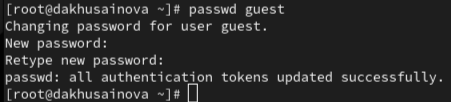 [root@dakhusainova ~]# passwd guest
Changing password for user guest.
New password:
Retype new password:
passwd: all authentication tokens updated successfully.
[root@dakhusainova ~]#